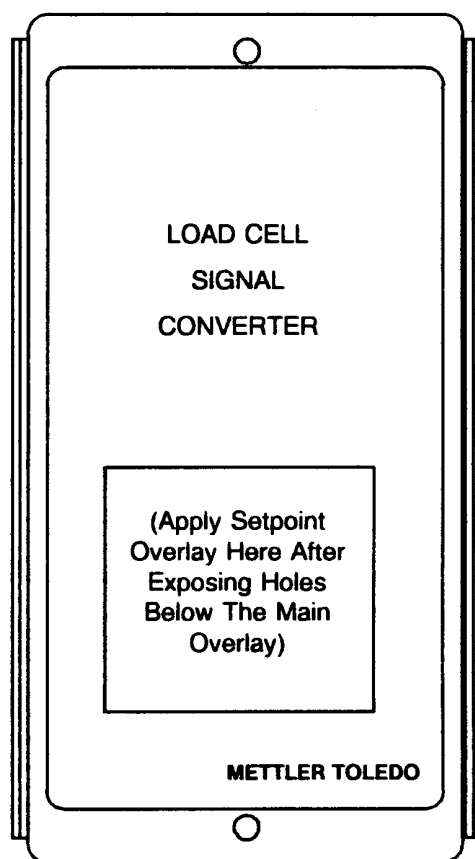 LOAD CELL
SIGNAL
CONVERTER
(Apply Setpoint
Overlay Here After
Exposing Holes
Below The Main
Overlay)
METTLER TOLEDO